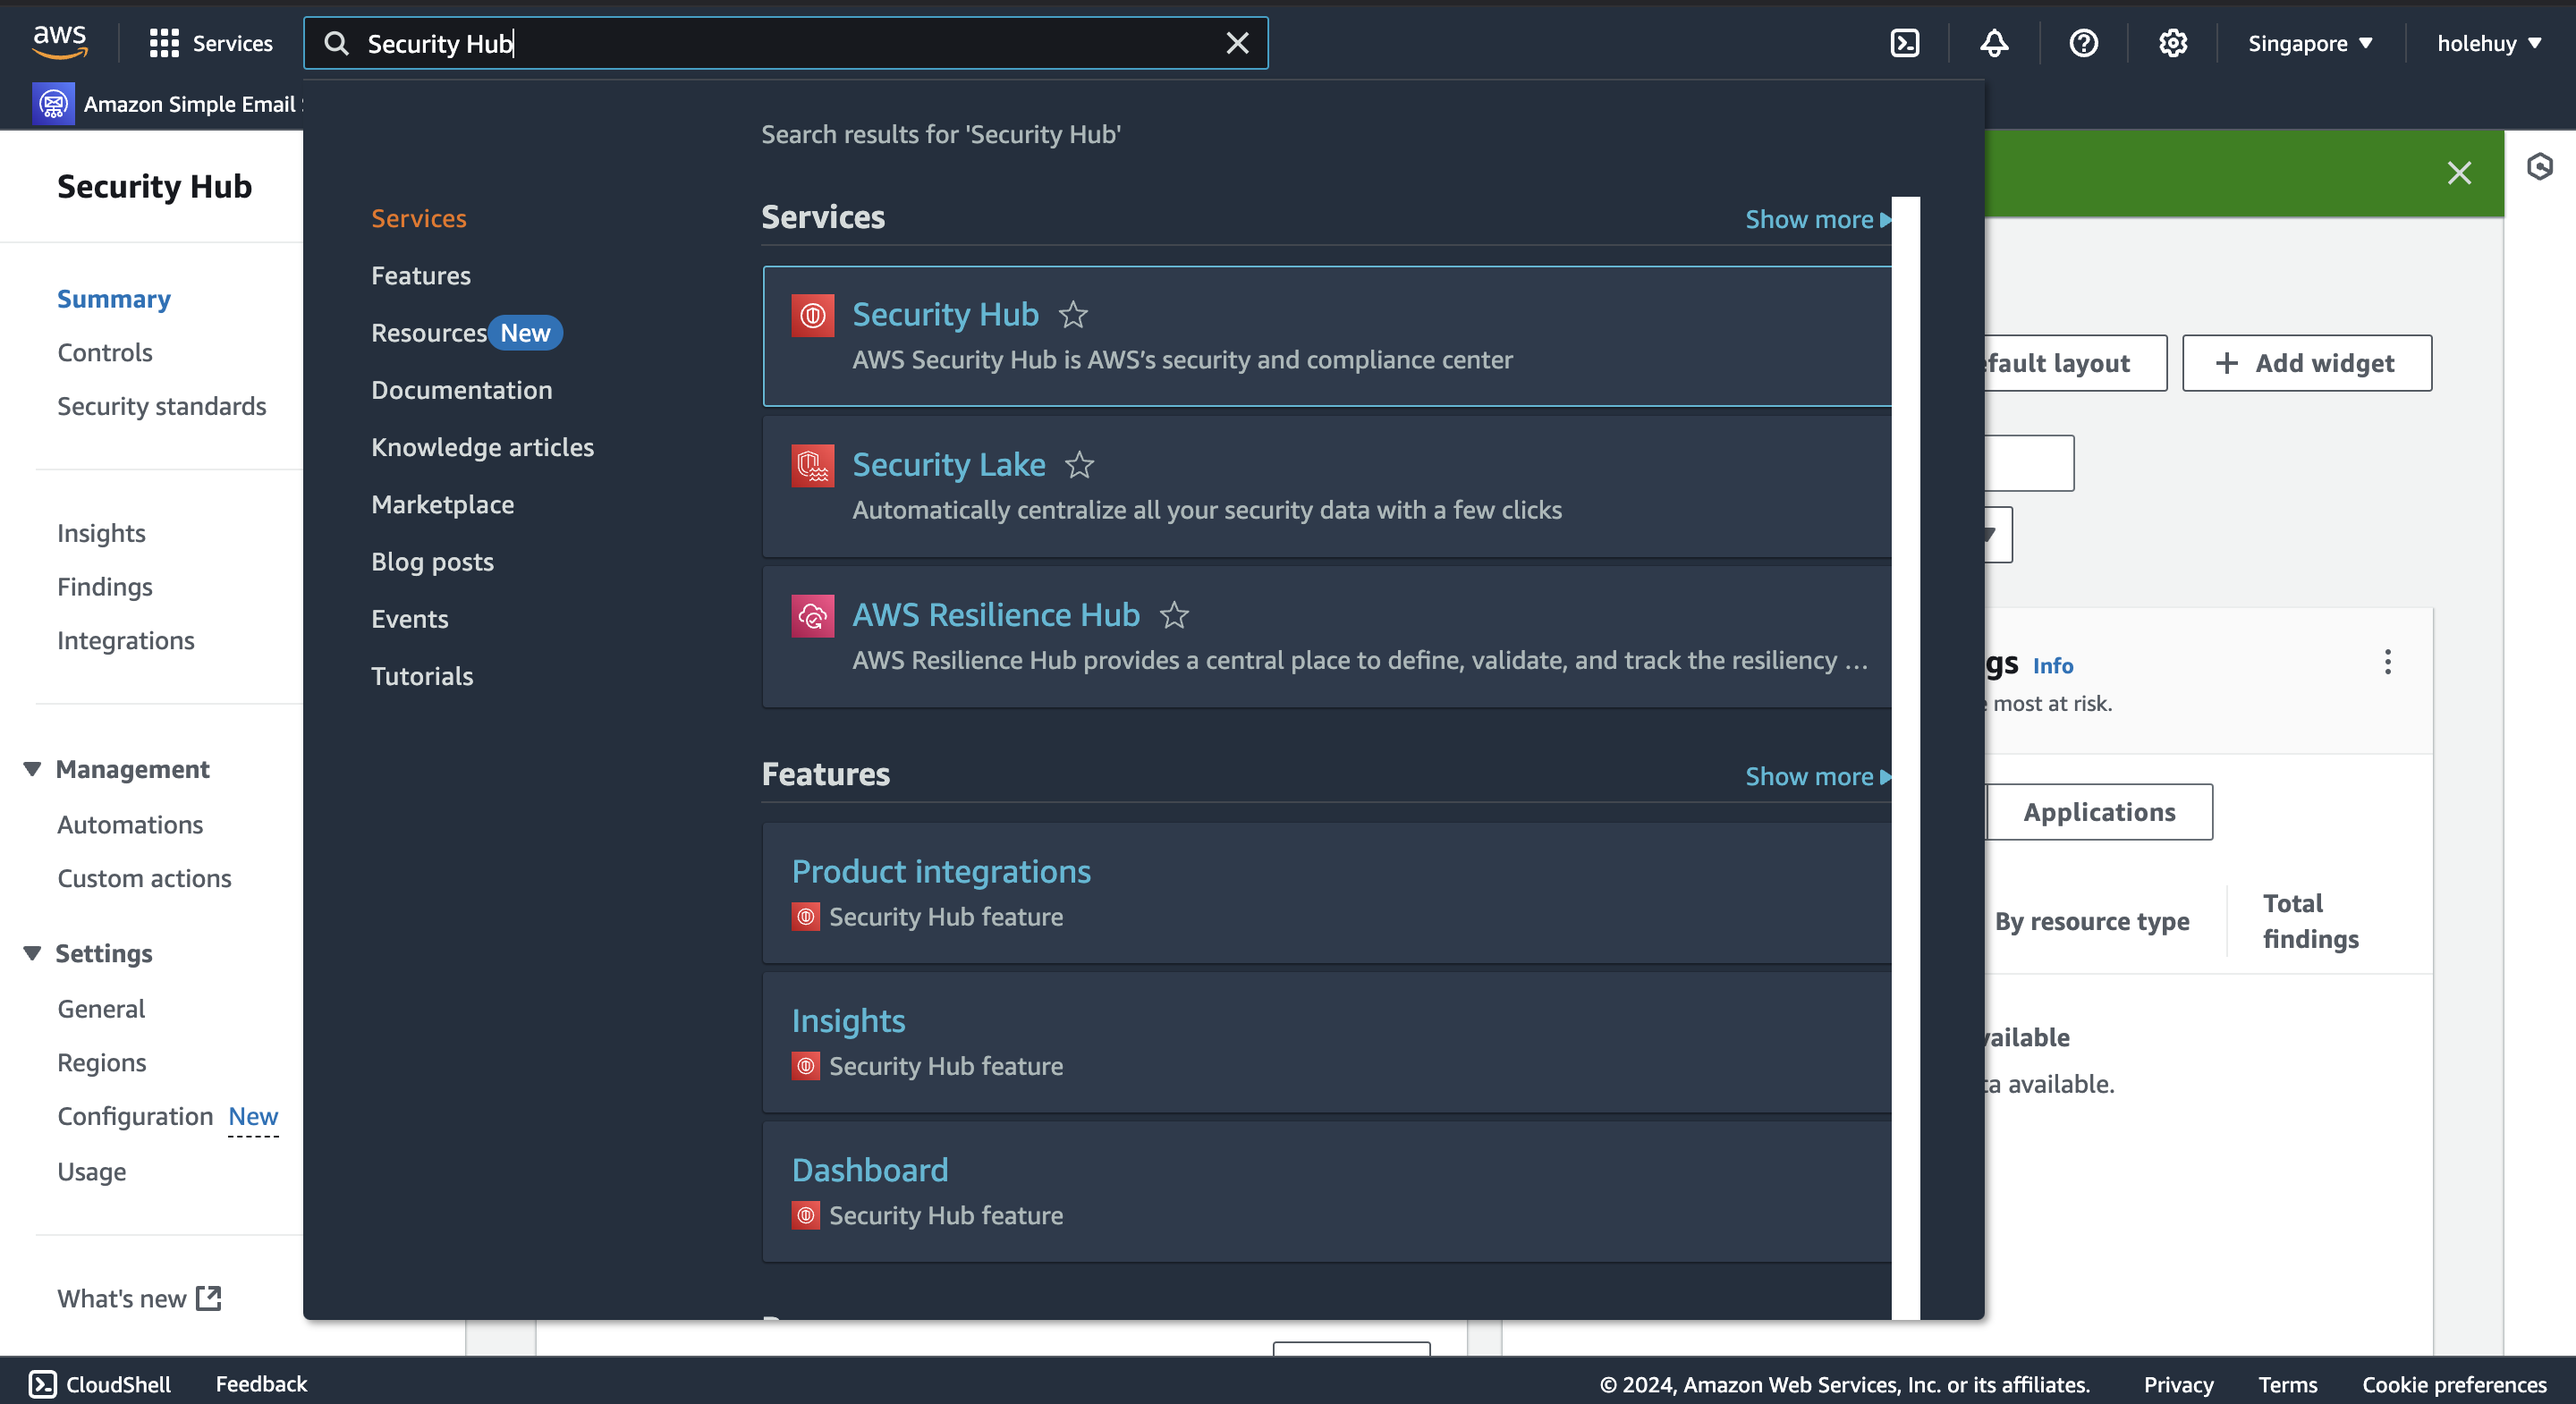 aws
Services
Security Hub
Singapore
holehuy
Amazon Simple Email
Search results for 'Security Hub'
Security Hub
Summary
Controls
Security standards
Insights
Findings
Integrations
Management
Automations
Custom actions
Settings
General
Regions
Configuration New
Usage
What's new
Services
Features
Resources New
Documentation
Knowledge articles
Marketplace
Blog posts
Events
Tutorials
Services
Show more
Security Hub
AWS Security Hub is AWS's security and compliance center
Security Lake
Automatically centralize all your security data with a few clicks
AWS Resilience Hub
AWS Resilience Hub provides a central place to define, validate, and track the resiliency ...
Features
Show more
Product integrations
Security Hub feature
Insights
Security Hub feature
Dashboard
Security Hub feature
fault layout
+ Add widget
gs Info
most at risk.
Applications
By resource type
Total
findings
ailable
a available.
CloudShell
Feedback
© 2024, Amazon Web Services, Inc. or its affiliates.
Privacy
Terms
Cookie preferences